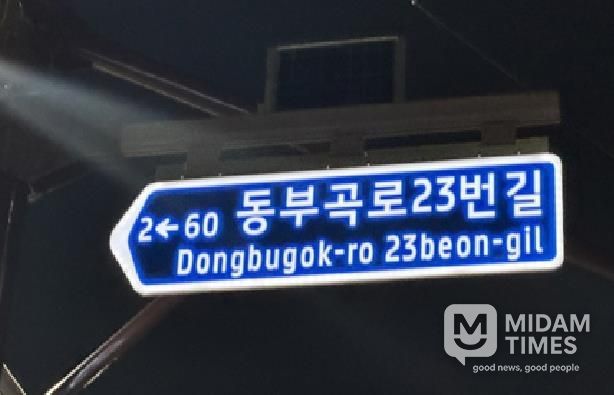 2←60 동부곡로23번길
Dongbugok-ro 23beon-gil
MIDAM
TIMES
good news, good people